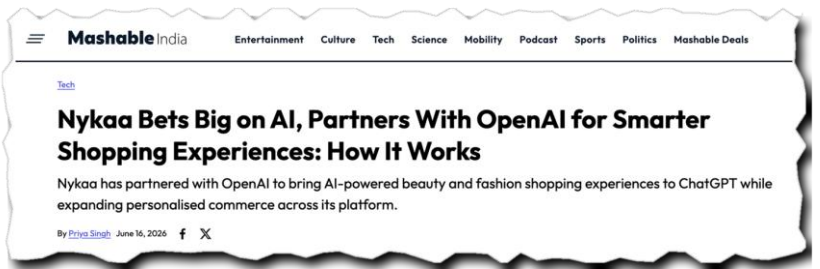 Mashable India Entertainment Culture Tech Science Mobility Podcast Sports Politics Mashable Deals
Tech
Nykaa Bets Big on AI, Partners With OpenAI for Smarter
Shopping Experiences: How It Works
Nykaa has partnered with OpenAI to bring AI-powered beauty and fashion shopping experiences to ChatGPT while
expanding personalised commerce across its platform.
By Priya Singh June 16, 2026